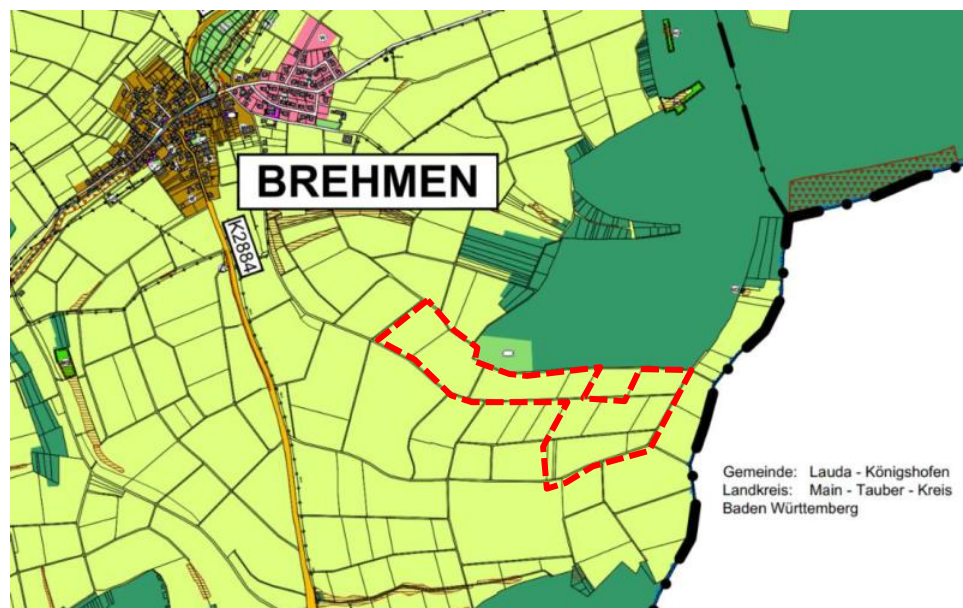 BREHMEN
K2884
Gemeinde: Lauda - Königshofen
Landkreis: Main - Tauber - Kreis
Baden Württemberg